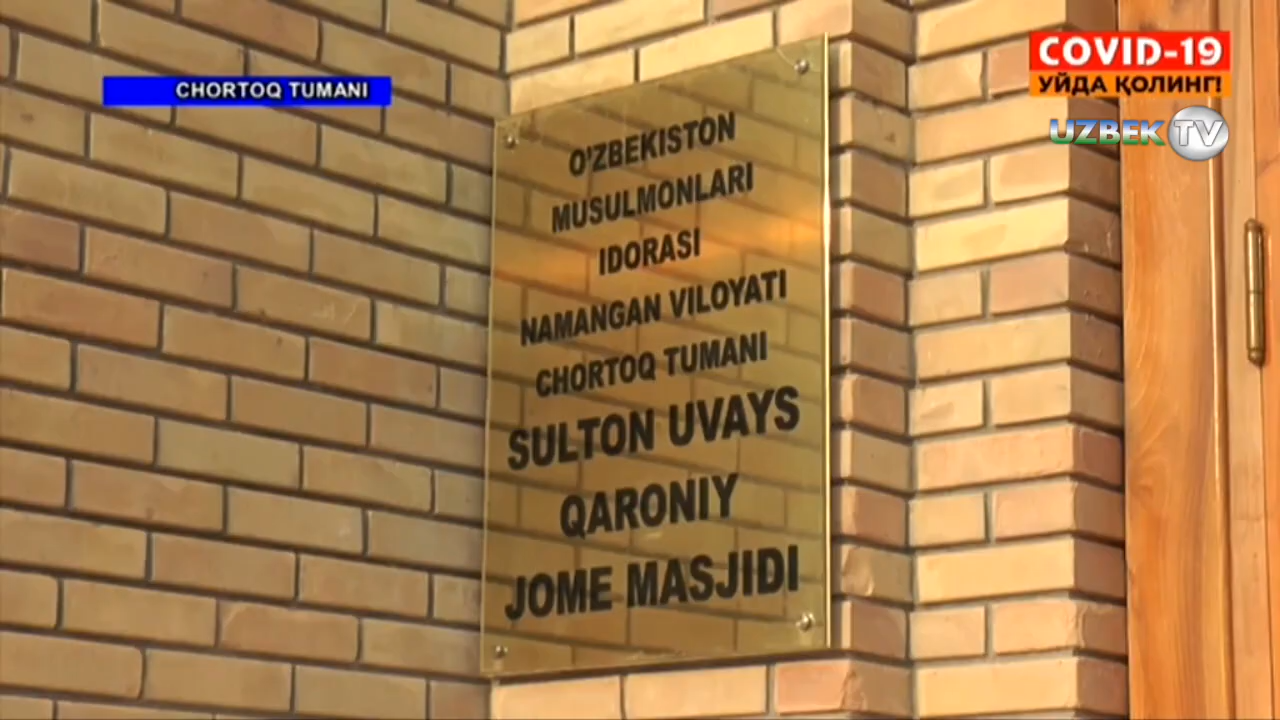 CHORTOQ TUMANI
COVID-19
УЙДА ҚОЛИНГ!
UZBEK TV
O'ZBEKISTON
MUSULMONLARI
IDORASI
NAMANGAN VILOYATI
CHORTOQ TUMANI
SULTON UVAYS
QARONIY
JOME MASJIDI